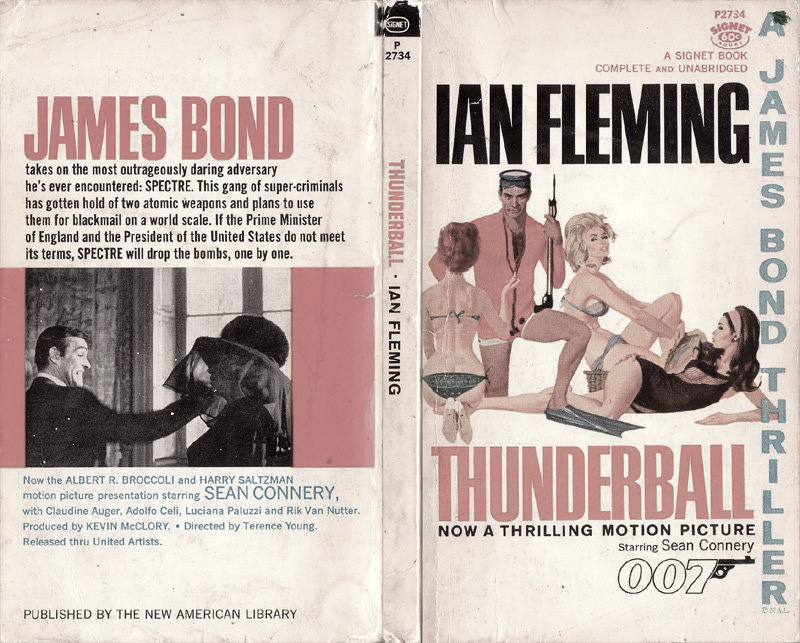 JAMES BOND
takes on the most outrageously daring adversary
he's ever encountered: SPECTRE. This gang of super-criminals
has gotten hold of two atomic weapons and plans to use
them for blackmail on a world scale. If the Prime Minister
of England and the President of the United States do not meet
its terms, SPECTRE will drop the bombs, one by one.
Now the ALBERT R. BROCCOLI and HARRY SALTZMAN
motion picture presentation starring SEAN CONNERY,
with Claudine Auger, Adolfo Celi, Luciana Paluzzi and Rik Van Nutter.
Produced by KEVIN McCLORY. • Directed by Terence Young.
Released thru United Artists.
PUBLISHED BY THE NEW AMERICAN LIBRARY
SIGNET
P
2734
THUNDERBALL • IAN FLEMING
P2734
SIGNET
60c
BOOKS
A SIGNET BOOK
COMPLETE AND UNABRIDGED
IAN FLEMING
THUNDERBALL
NOW A THRILLING MOTION PICTURE
Starring Sean Connery
007
A JAMES BOND THRILLER
© N.A.L.